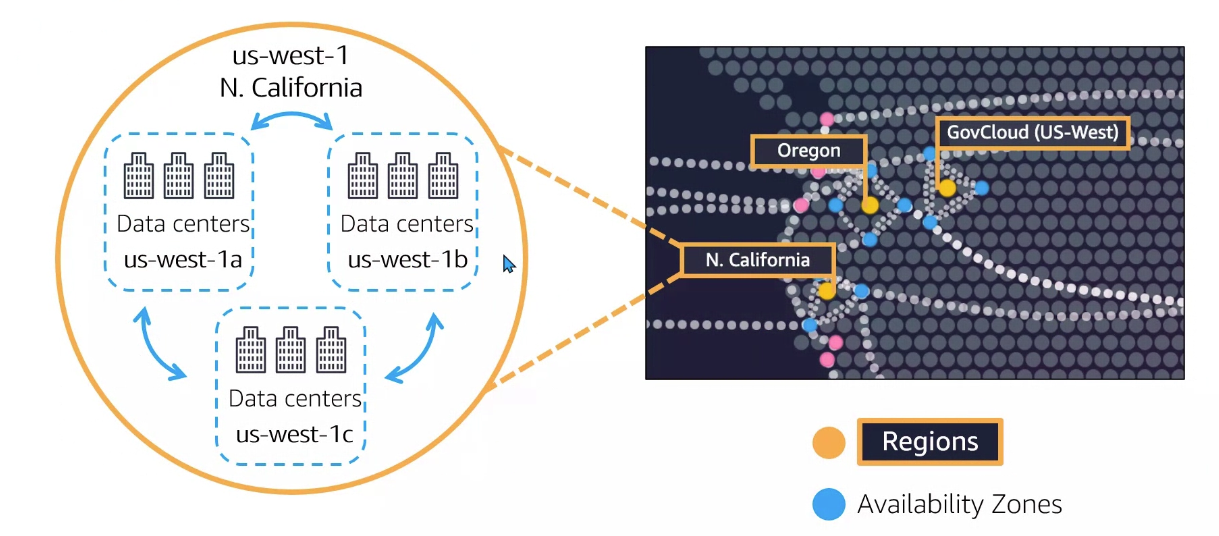 us-west-1
N. California
Data centers
us-west-1a
Data centers
us-west-1b
Data centers
us-west-1c
GovCloud (US-West)
Oregon
N. California
Regions
Availability Zones